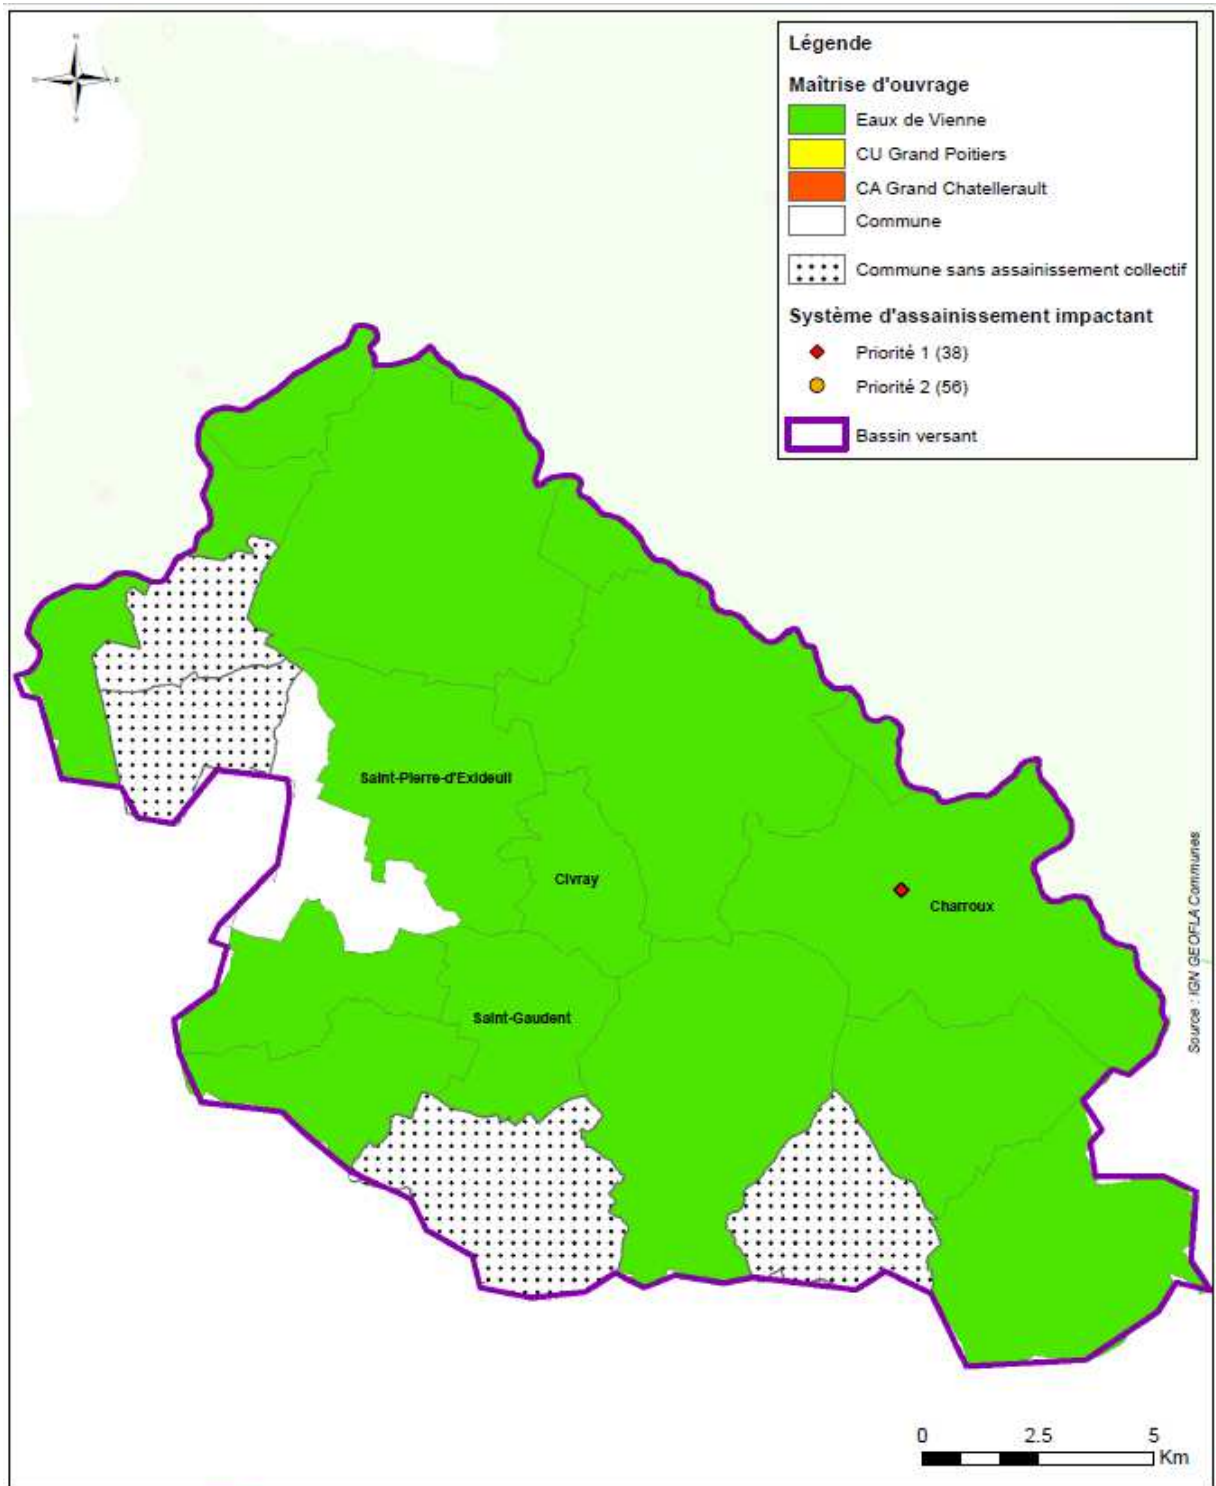 Légende
Maîtrise d'ouvrage
Eaux de Vienne
CU Grand Poitiers
CA Grand Chatellerault
Commune
Commune sans assainissement collectif
Système d'assainissement impactant
Priorité 1 (38)
Priorité 2 (56)
Bassin versant
Saint-Pierre-d'Exideuil
Civray
Charroux
Saint-Gaudent
Source : IGN GEOFLA Communes
0 2.5 5
Km